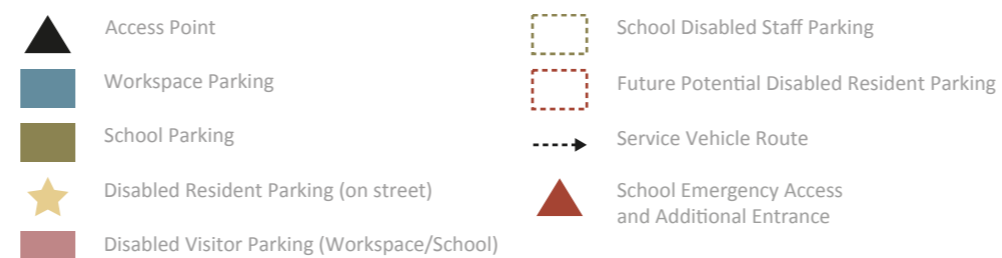 Access Point
Workspace Parking
School Parking
Disabled Resident Parking (on street)
Disabled Visitor Parking (Workspace/School)
School Disabled Staff Parking
Future Potential Disabled Resident Parking
Service Vehicle Route
School Emergency Access
and Additional Entrance